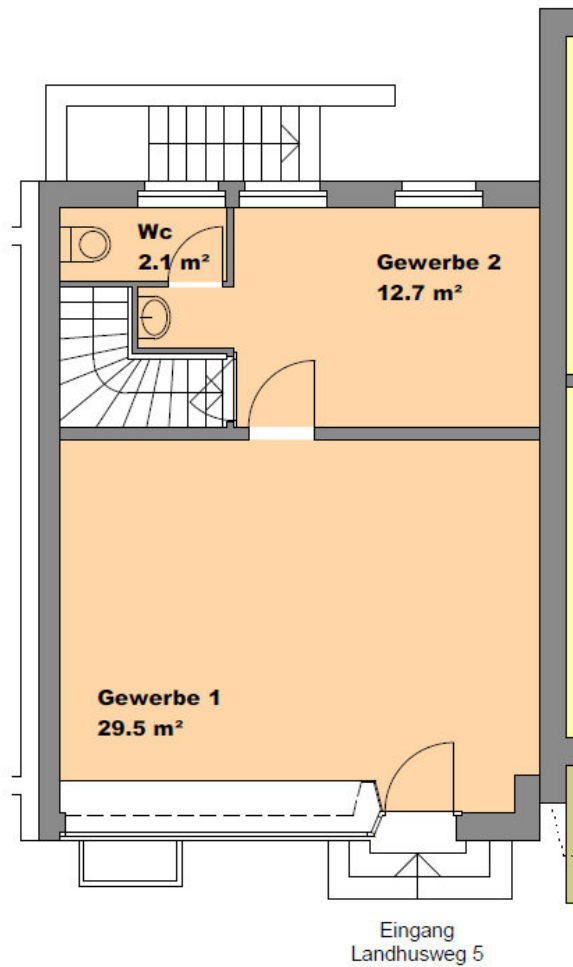 Wc
2.1 m²
Gewerbe 2
12.7 m²
Gewerbe 1
29.5 m²
Eingang
Landhusweg 5